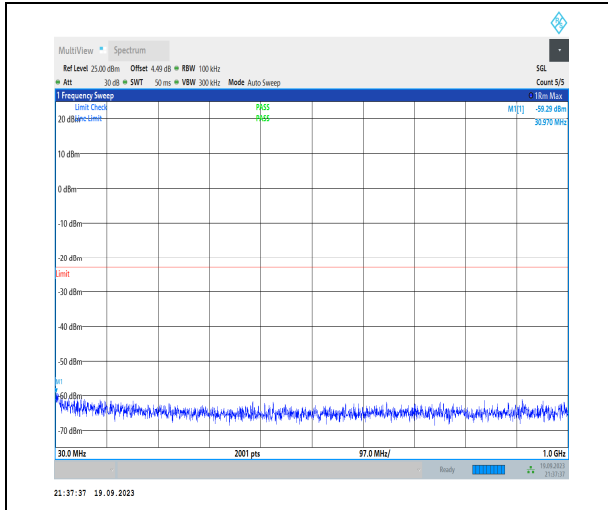 MultiView Spectrum
Ref Level 25.00 dBm Offset 4.49 dB RBW 100 kHz SGL
Att 30 dB SWT 50 ms VBW 300 kHz Mode Auto Sweep Count 5/5
1 Frequency Sweep 1Rm Max
Limit Check PASS M1[1] -59.29 dBm
20 dBm Line Limit PASS 30.970 MHz
10 dBm
0 dBm
-10 dBm
-20 dBm
Limit
-30 dBm
-40 dBm
-50 dBm
M1
-60 dBm
-70 dBm
30.0 MHz 2001 pts 97.0 MHz/ 1.0 GHz
Ready 19.09.2023
21:37:37
21:37:37 19.09.2023